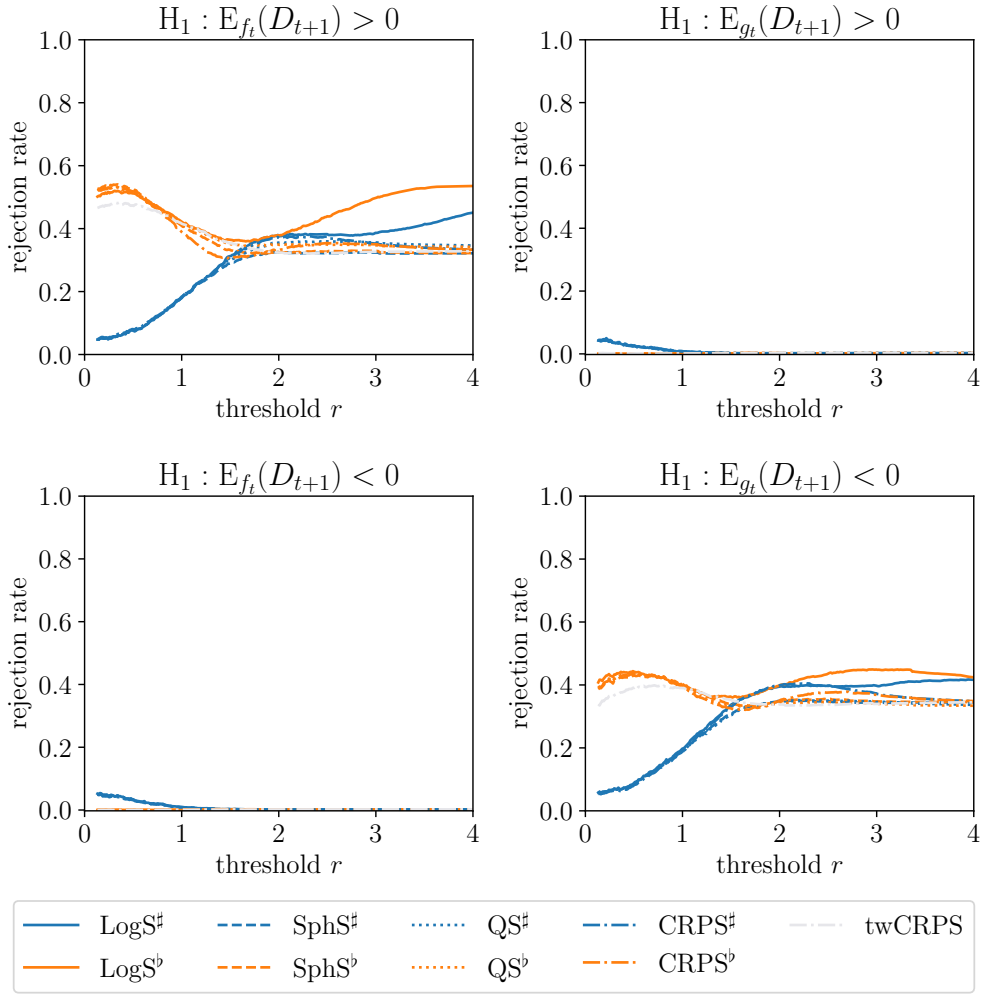 H₁ : E_{f_t}(D_{t+1}) > 0
H₁ : E_{g_t}(D_{t+1}) > 0
1.0
0.8
0.6
0.4
0.2
0.0
rejection rate
0 1 2 3 4
threshold r
1.0
0.8
0.6
0.4
0.2
0.0
rejection rate
0 1 2 3 4
threshold r
H₁ : E_{f_t}(D_{t+1}) < 0
H₁ : E_{g_t}(D_{t+1}) < 0
1.0
0.8
0.6
0.4
0.2
0.0
rejection rate
0 1 2 3 4
threshold r
1.0
0.8
0.6
0.4
0.2
0.0
rejection rate
0 1 2 3 4
threshold r
LogS♯ SphS♯ QS♯ CRPS♯ twCRPS
LogS♭ SphS♭ QS♭ CRPS♭